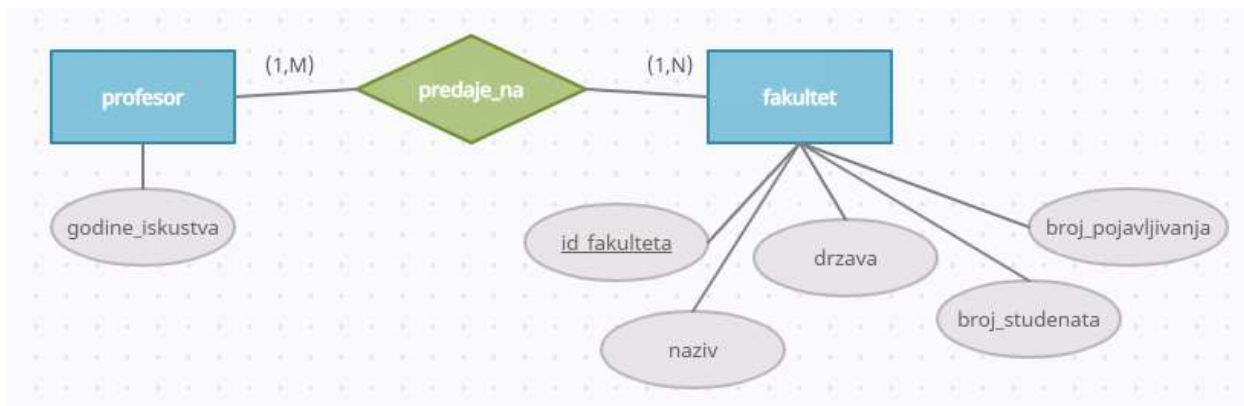 profesor
(1,M)
predaje_na
(1,N)
fakultet
godine_iskustva
id_fakulteta
drzava
broj_pojavljivanja
naziv
broj_studenata